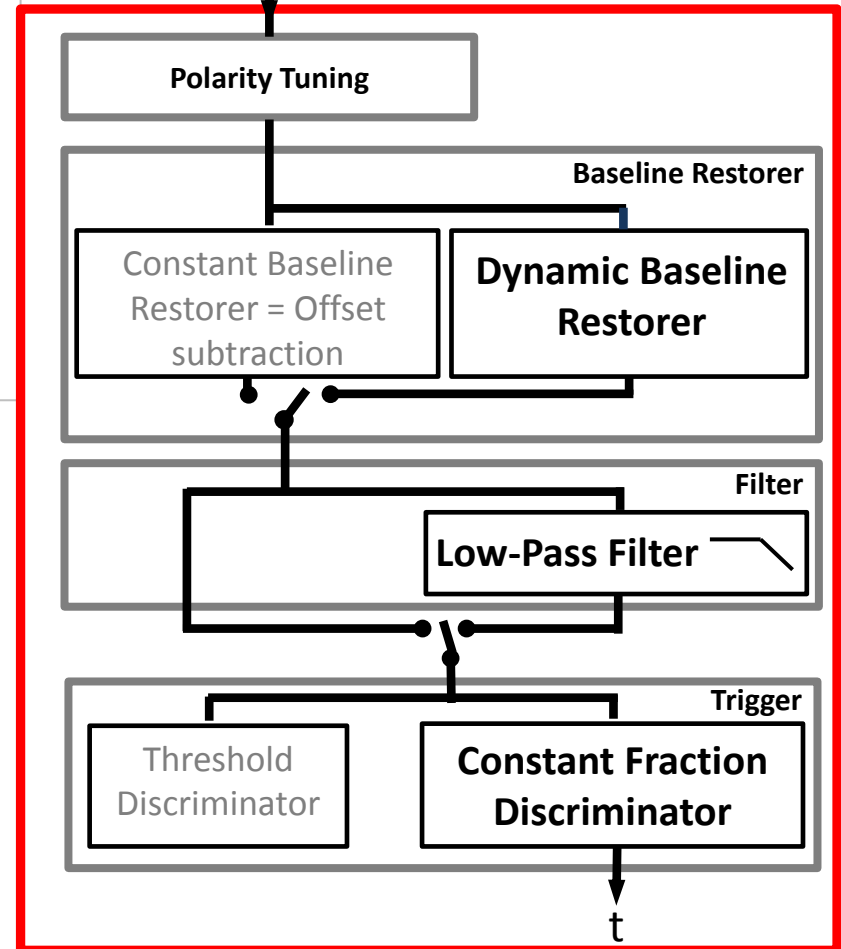 Polarity Tuning
Baseline Restorer
Constant Baseline
Restorer = Offset
subtraction
Dynamic Baseline
Restorer
Filter
Low-Pass Filter
Trigger
Threshold
Discriminator
Constant Fraction
Discriminator
t